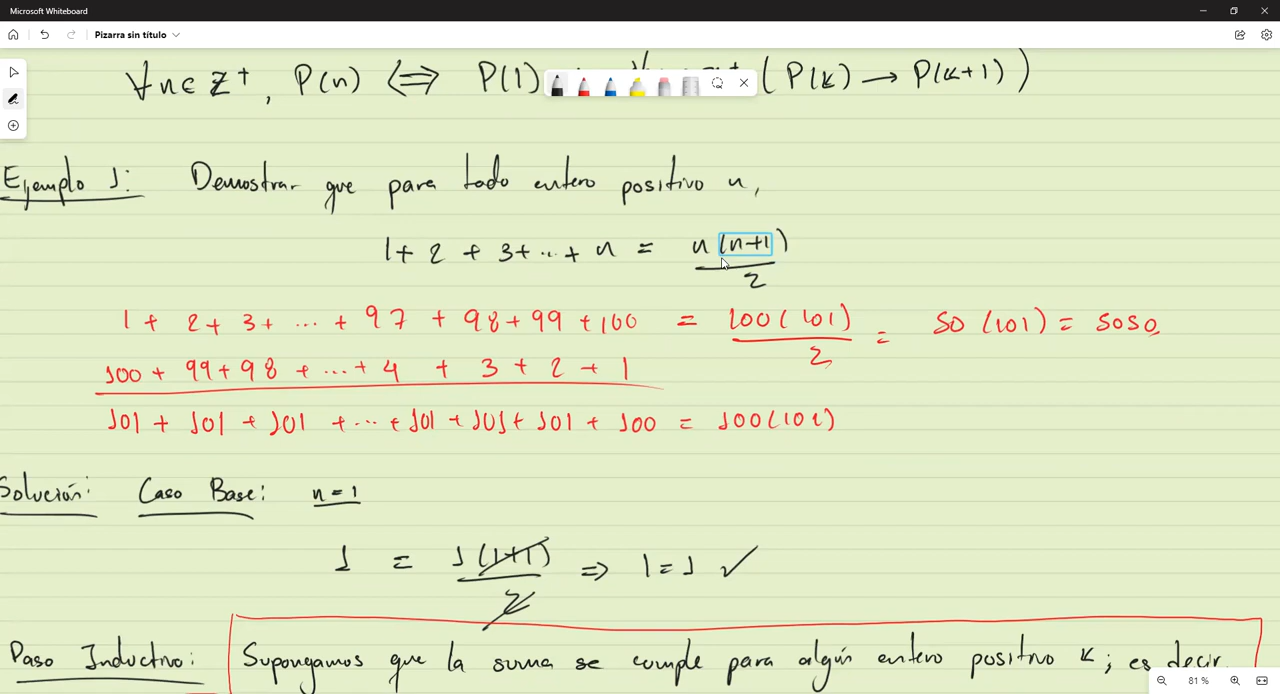 Microsoft Whiteboard
Pizarra sin título
∀n∈Z⁺, P(n) ⟺ P(1) (P(k) → P(k+1))
Ejemplo 1: Demostrar que para todo entero positivo n,
1+2+3+...+n = n(n+1)/2
1+2+3+...+97+98+99+100 = 100(101)/2 = 50(101) = 5050
100+99+98+...+4+3+2+1
101+101+101+...+101+101+101+100 = 100(101)
Solución: Caso Base: n=1
1 = 1(1+1)/2 ⇒ 1=1 ✓
Paso Inductivo: Supongamos que la suma se cumple para algún entero positivo k; es decir
81 %